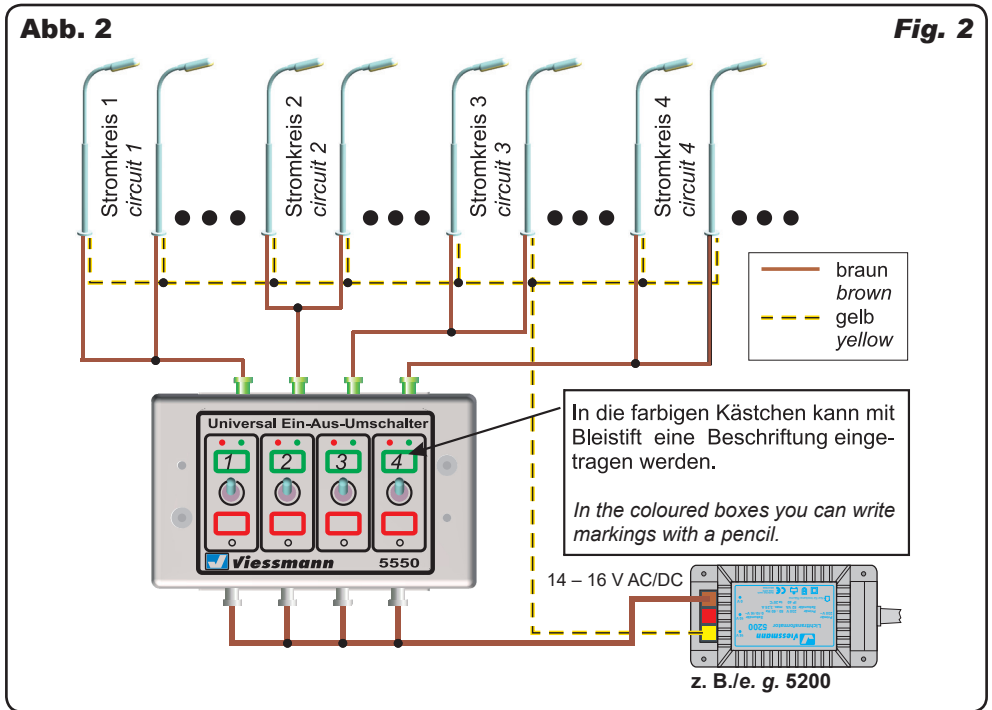 Abb. 2
Fig. 2
Stromkreis 1
circuit 1
Stromkreis 2
circuit 2
Stromkreis 3
circuit 3
Stromkreis 4
circuit 4
braun
brown
gelb
yellow
Universal Ein-Aus-Umschalter
1
2
3
4
Viessmann
5550
In die farbigen Kästchen kann mit
Bleistift eine Beschriftung einge-
tragen werden.
In the coloured boxes you can write
markings with a pencil.
14 – 16 V AC/DC
Viessmann
Lichttransformator
5200
z. B./e. g. 5200